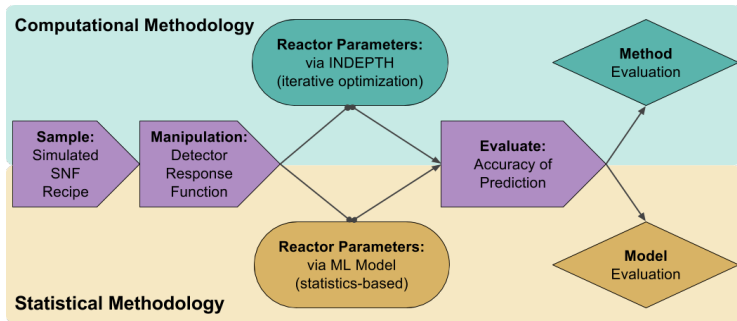 Computational Methodology
Reactor Parameters:
via INDEPTH
(iterative optimization)
Method
Evaluation
Sample:
Simulated
SNF
Recipe
Manipulation:
Detector
Response
Function
Evaluate:
Accuracy of
Prediction
Reactor Parameters:
via ML Model
(statistics-based)
Model
Evaluation
Statistical Methodology